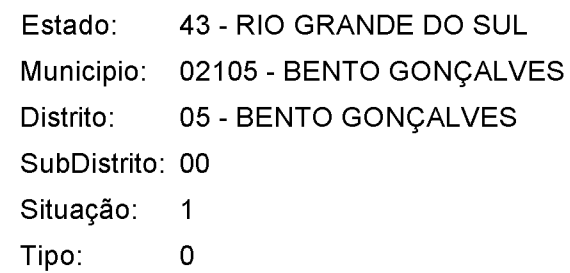 Estado: 43 - RIO GRANDE DO SUL
Municipio: 02105 - BENTO GONÇALVES
Distrito: 05 - BENTO GONÇALVES
SubDistrito: 00
Situação: 1
Tipo: 0